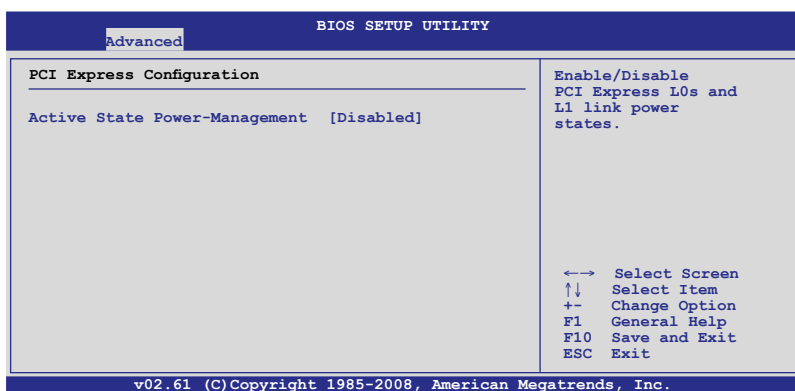 BIOS SETUP UTILITY
Advanced
PCI Express Configuration
Active State Power-Management [Disabled]
Enable/Disable
PCI Express L0s and
L1 link power
states.
←→ Select Screen
↑↓ Select Item
+- Change Option
F1 General Help
F10 Save and Exit
ESC Exit
v02.61 (C)Copyright 1985-2008, American Megatrends, Inc.